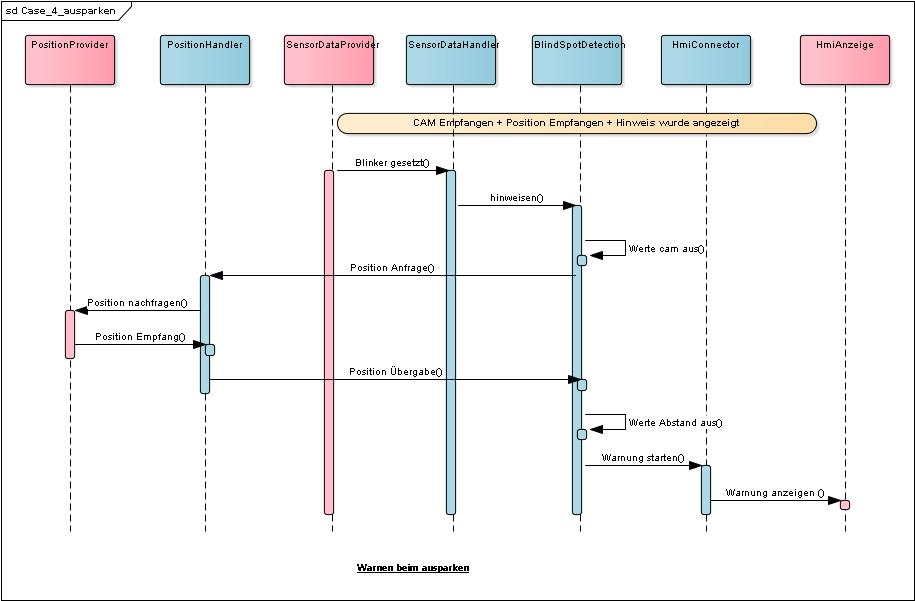 sd Case_4_ausparken
PositionProvider
PositionHandler
SensorDataProvider
SensorDataHandler
BlindSpotDetection
HmiConnector
HmiAnzeige
CAM Empfangen + Position Empfangen + Hinweis wurde angezeigt
Blinker gesetzt()
hinweisen()
Werte cam aus()
Position Anfrage()
Position nachfragen()
Position Empfang()
Position Übergabe()
Werte Abstand aus()
Warnung starten()
Warnung anzeigen ()
Warnen beim ausparken